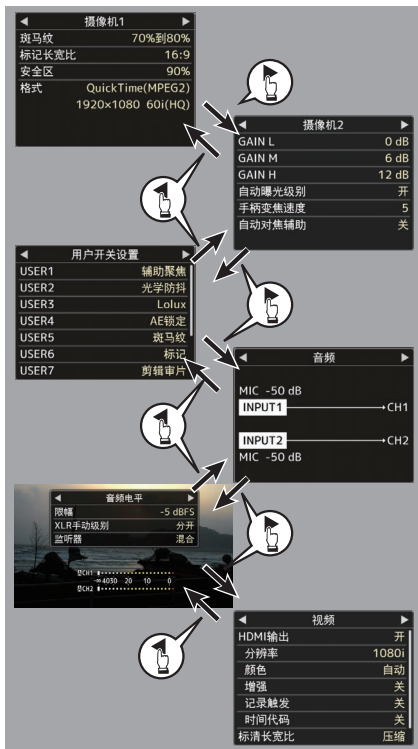 ◀ 摄像机1 ▶
斑马纹 70%到80%
标记长宽比 16:9
安全区 90%
格式 QuickTime(MPEG2)
1920×1080 60i(HQ)
◀ 摄像机2 ▶
GAIN L 0 dB
GAIN M 6 dB
GAIN H 12 dB
自动曝光级别 开
手柄变焦速度 5
自动对焦辅助 关
◀ 用户开关设置 ▶
USER1 辅助聚焦
USER2 光学防抖
USER3 Lolux
USER4 AE锁定
USER5 斑马纹
USER6 标记
USER7 剪辑审片
◀ 音频 ▶
MIC -50 dB
INPUT1 → CH1
INPUT2 → CH2
MIC -50 dB
◀ 音频电平 ▶
限幅 -5 dBFS
XLR手动级别 分开
监听器 混合
CH1
-∞ 4030 20 10 0
CH2
◀ 视频 ▶
HDMI输出 开
分辨率 1080i
颜色 自动
增强 关
记录触发 关
时间代码 关
标清长宽比 压缩